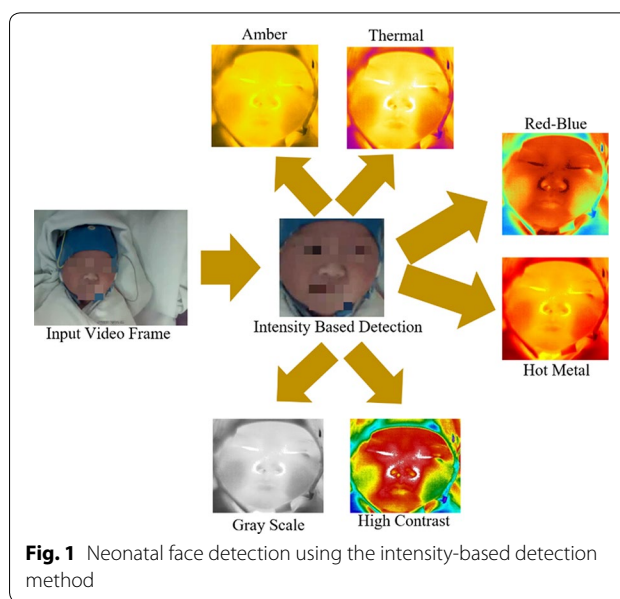 Amber
Thermal
Red-Blue
Input Video Frame
Intensity Based Detection
Hot Metal
Gray Scale
High Contrast
Fig. 1 Neonatal face detection using the intensity-based detection
method